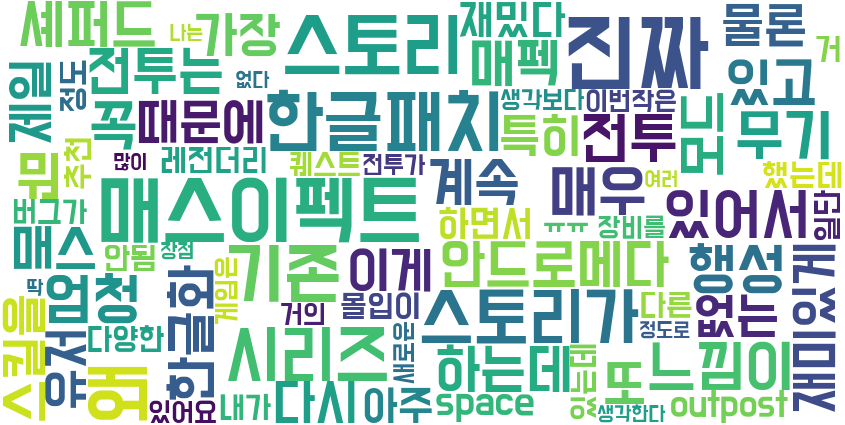 셰퍼드
나는
가장
스토리
재밌다
진짜
물론
거
제일
정도
전투는
없다
매펙
있고
꼭
때문에
한글패치
생각보다
이번작은
특히
전투
모든
무기
뭔
추천
많이
레전더리
퀘스트
전투가
계속
매우
여러
했는데
버그가
매스이펙트
하면서
ㅠㅠ
장비를
있어서
일단
매스
안됨
장점
기존
이게
안드로메다
행성
재미있게
딱
엄청
게임은
한글화
거의
몰입이
스토리가
다른
없는
스킬을
유저
다양한
시리즈
새로운
정도로
하는데
있는데
또
느낌이
왜
있어요
내가
다시
아주
space
생각한다
outpost